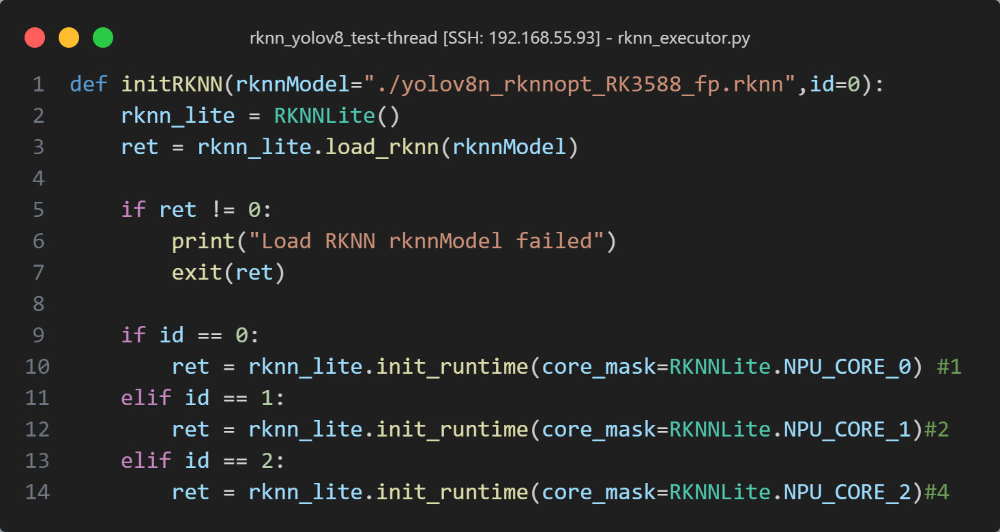 rknn_yolov8_test-thread [SSH: 192.168.55.93] - rknn_executor.py
1 def initRKNN(rknnModel="./yolov8n_rknnopt_RK3588_fp.rknn",id=0):
2     rknn_lite = RKNNLite()
3     ret = rknn_lite.load_rknn(rknnModel)
4
5     if ret != 0:
6         print("Load RKNN rknnModel failed")
7         exit(ret)
8
9     if id == 0:
10         ret = rknn_lite.init_runtime(core_mask=RKNNLite.NPU_CORE_0) #1
11     elif id == 1:
12         ret = rknn_lite.init_runtime(core_mask=RKNNLite.NPU_CORE_1)#2
13     elif id == 2:
14         ret = rknn_lite.init_runtime(core_mask=RKNNLite.NPU_CORE_2)#4